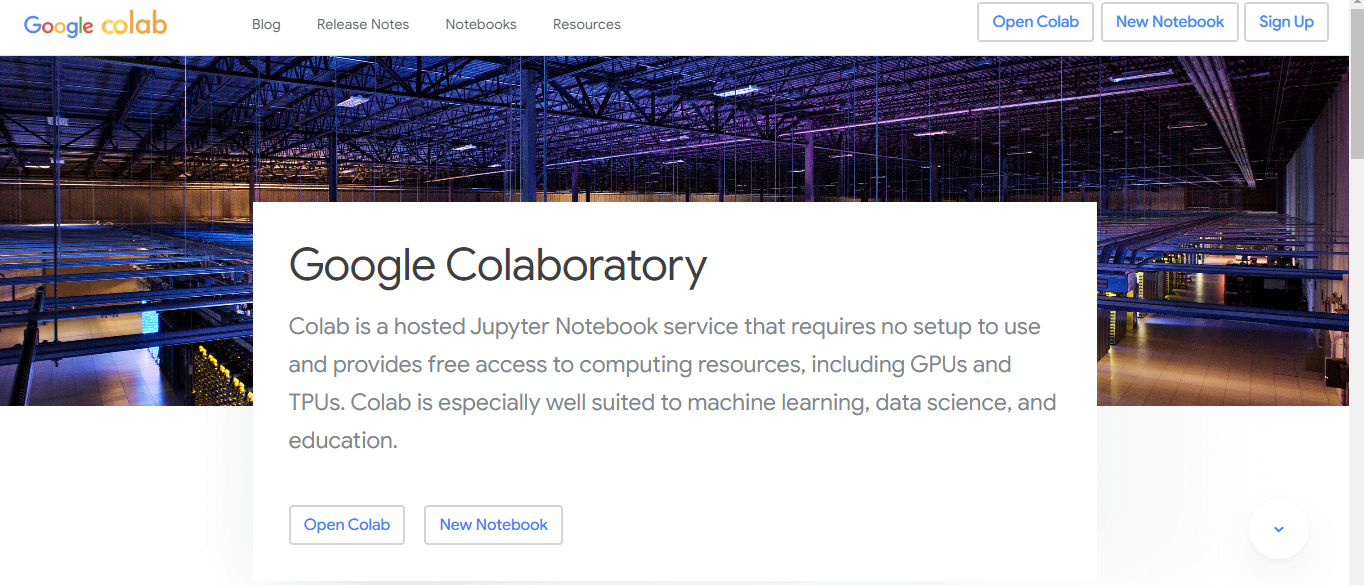 Google colab Blog Release Notes Notebooks Resources Open Colab New Notebook Sign Up
Google Colaboratory
Colab is a hosted Jupyter Notebook service that requires no setup to use
and provides free access to computing resources, including GPUs and
TPUs. Colab is especially well suited to machine learning, data science, and
education.
Open Colab New Notebook